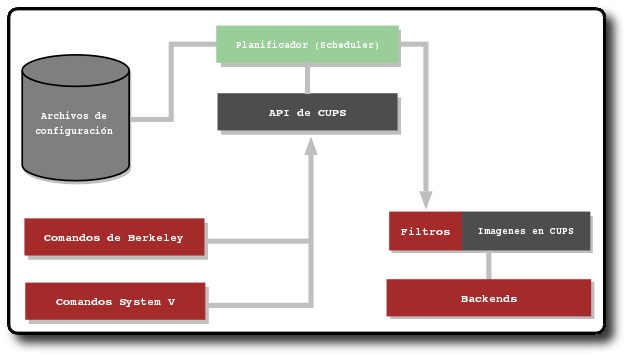 Planificador (Scheduler)
Archivos de
configuración
API de CUPS
Comandos de Berkeley
Filtros
Imagenes en CUPS
Comandos System V
Backends